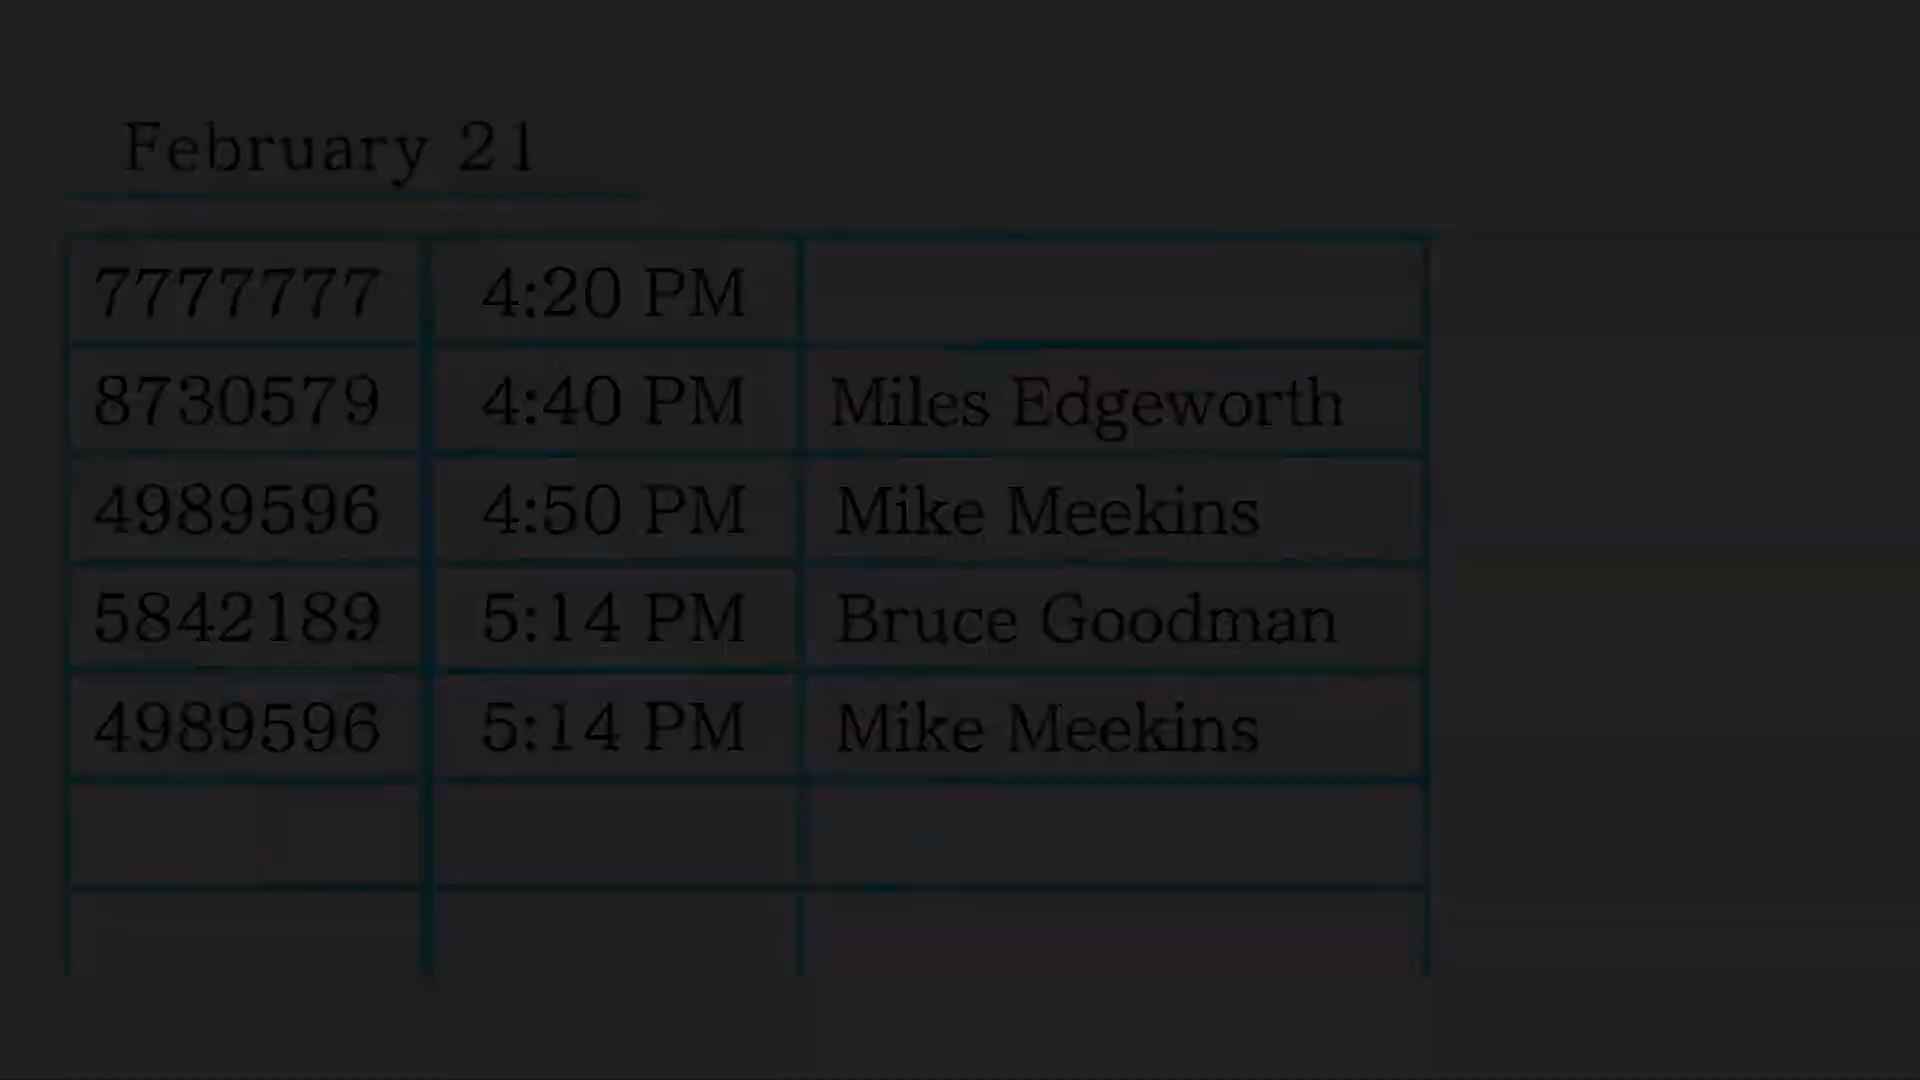 February 21
7777777 4:20 PM
8730579 4:40 PM Miles Edgeworth
4989596 4:50 PM Mike Meekins
5842189 5:14 PM Bruce Goodman
4989596 5:14 PM Mike Meekins